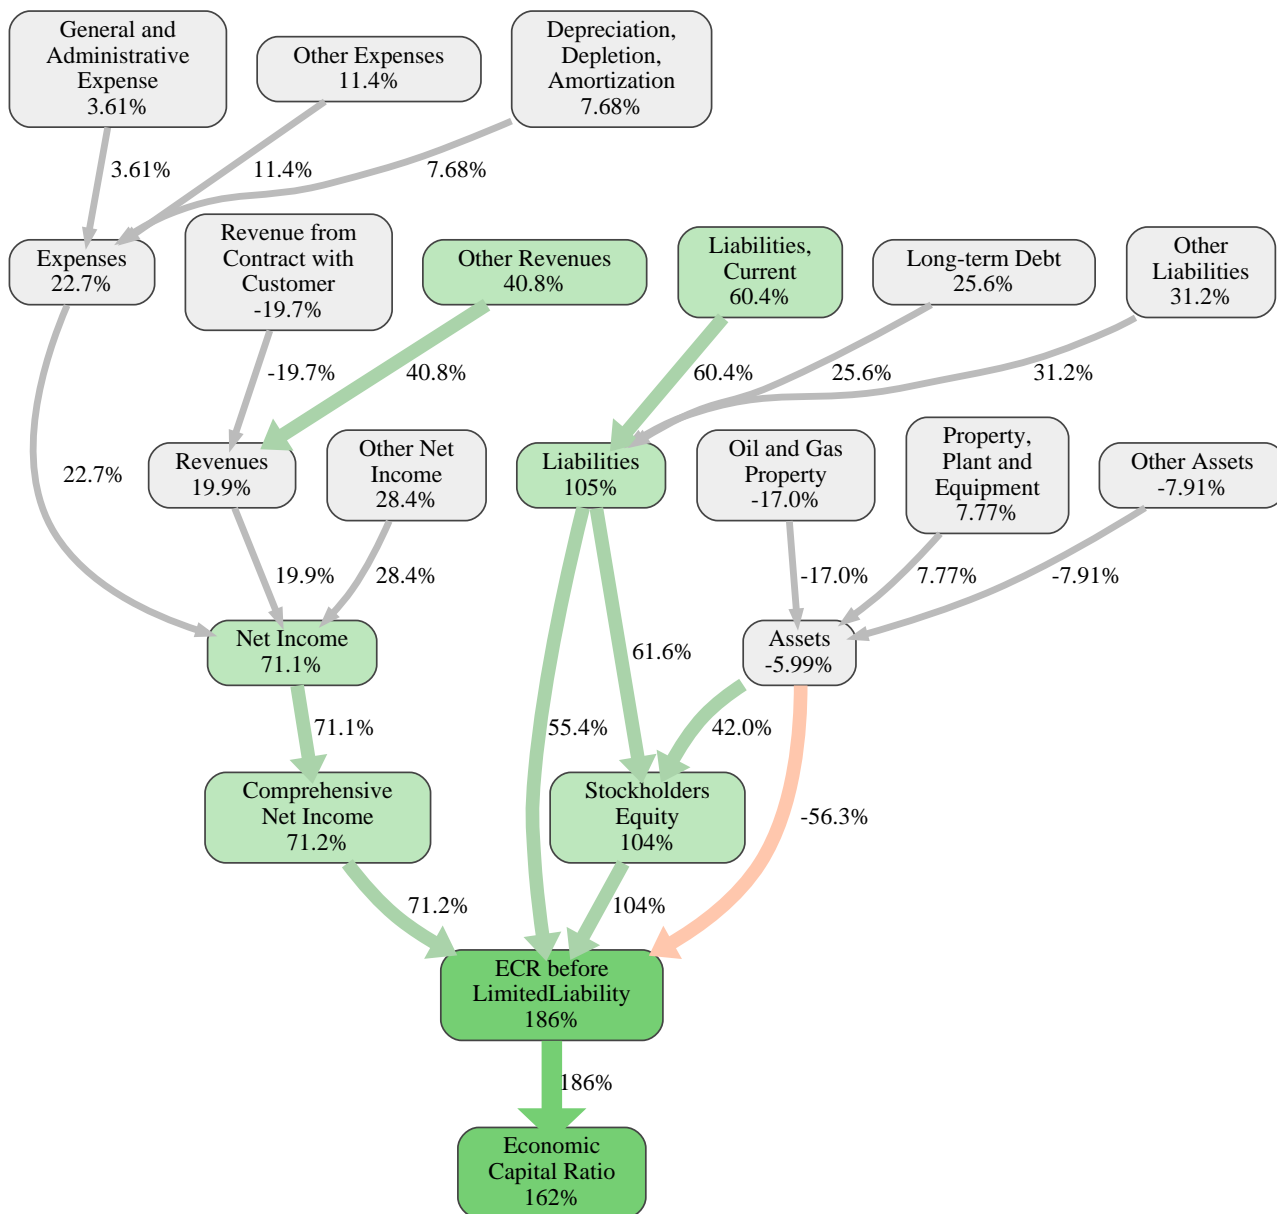 General and
Administrative
Expense
3.61%
Other Expenses
11.4%
Depreciation,
Depletion,
Amortization
7.68%
3.61%
11.4%
7.68%
Expenses
22.7%
Revenue from
Contract with
Customer
-19.7%
Other Revenues
40.8%
Liabilities,
Current
60.4%
Long-term Debt
25.6%
Other
Liabilities
31.2%
-19.7%
40.8%
60.4%
25.6%
31.2%
22.7%
Revenues
19.9%
Other Net
Income
28.4%
Liabilities
105%
Oil and Gas
Property
-17.0%
Property,
Plant and
Equipment
7.77%
Other Assets
-7.91%
19.9%
28.4%
-17.0%
7.77%
-7.91%
Net Income
71.1%
61.6%
Assets
-5.99%
71.1%
55.4%
42.0%
Comprehensive
Net Income
71.2%
Stockholders
Equity
104%
-56.3%
71.2%
104%
ECR before
LimitedLiability
186%
186%
Economic
Capital Ratio
162%